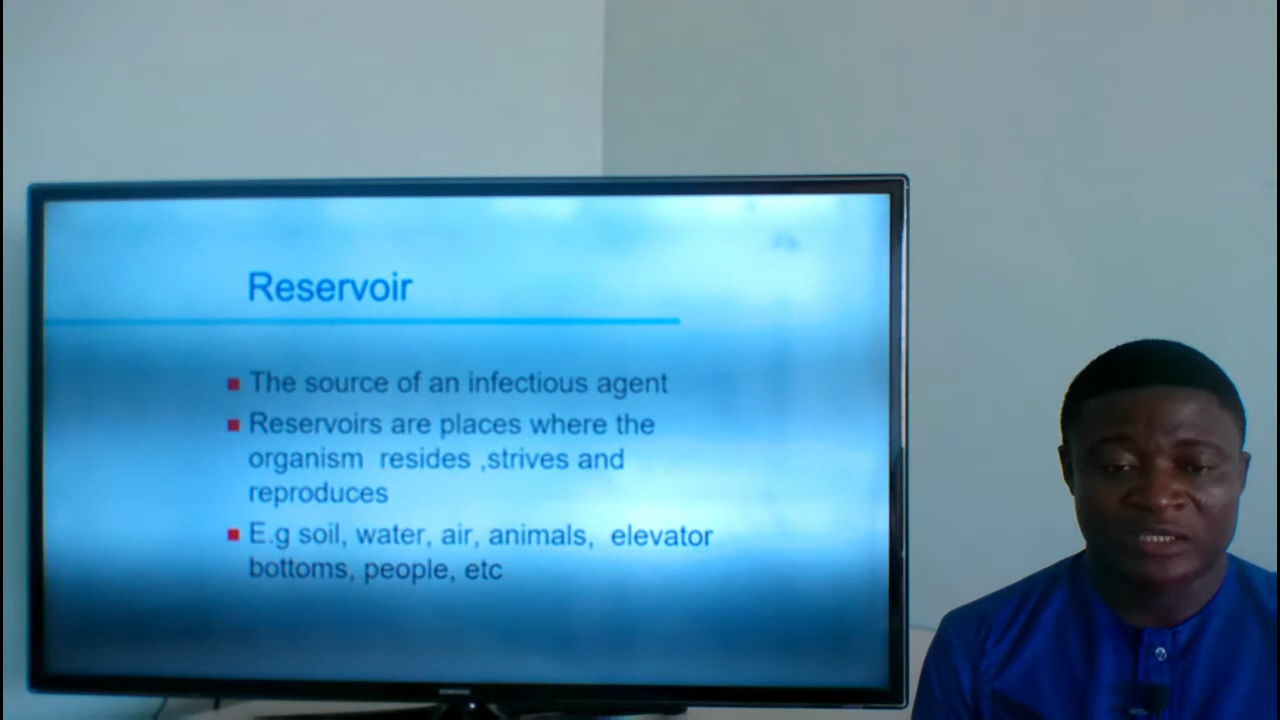 Reservoir
The source of an infectious agent
Reservoirs are places where the
organism resides ,strives and
reproduces
E.g soil, water, air, animals, elevator
bottoms, people, etc
SAMSUNG